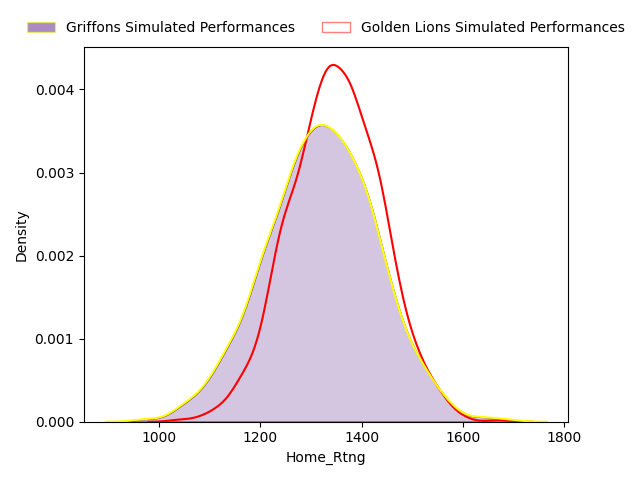 Griffons Simulated Performances
Golden Lions Simulated Performances
0.004
0.003
0.002
0.001
0.000
Density
1000
1200
1400
1600
1800
Home_Rtng